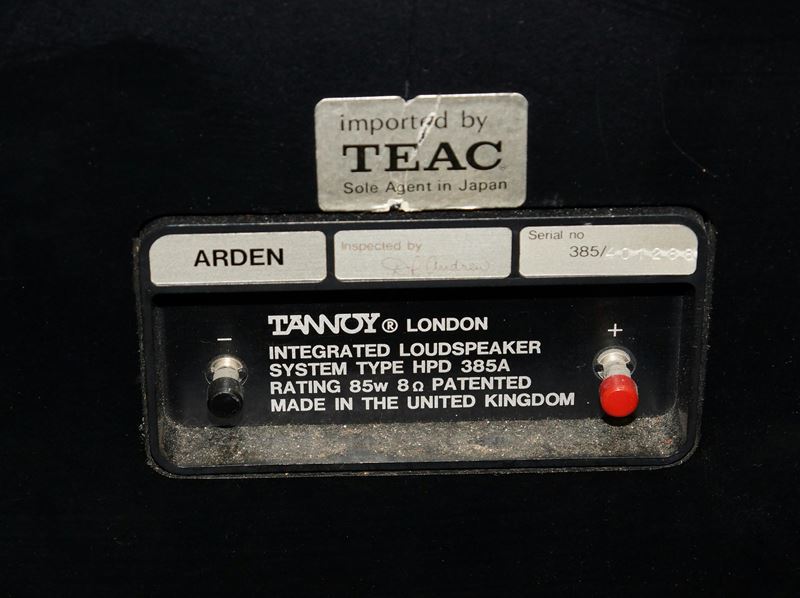 imported by
TEAC
Sole Agent in Japan
ARDEN
Inspected by
Serial no
385/401288
−
+
TANNOY ® LONDON
INTEGRATED LOUDSPEAKER
SYSTEM TYPE HPD 385A
RATING 85w 8Ω PATENTED
MADE IN THE UNITED KINGDOM